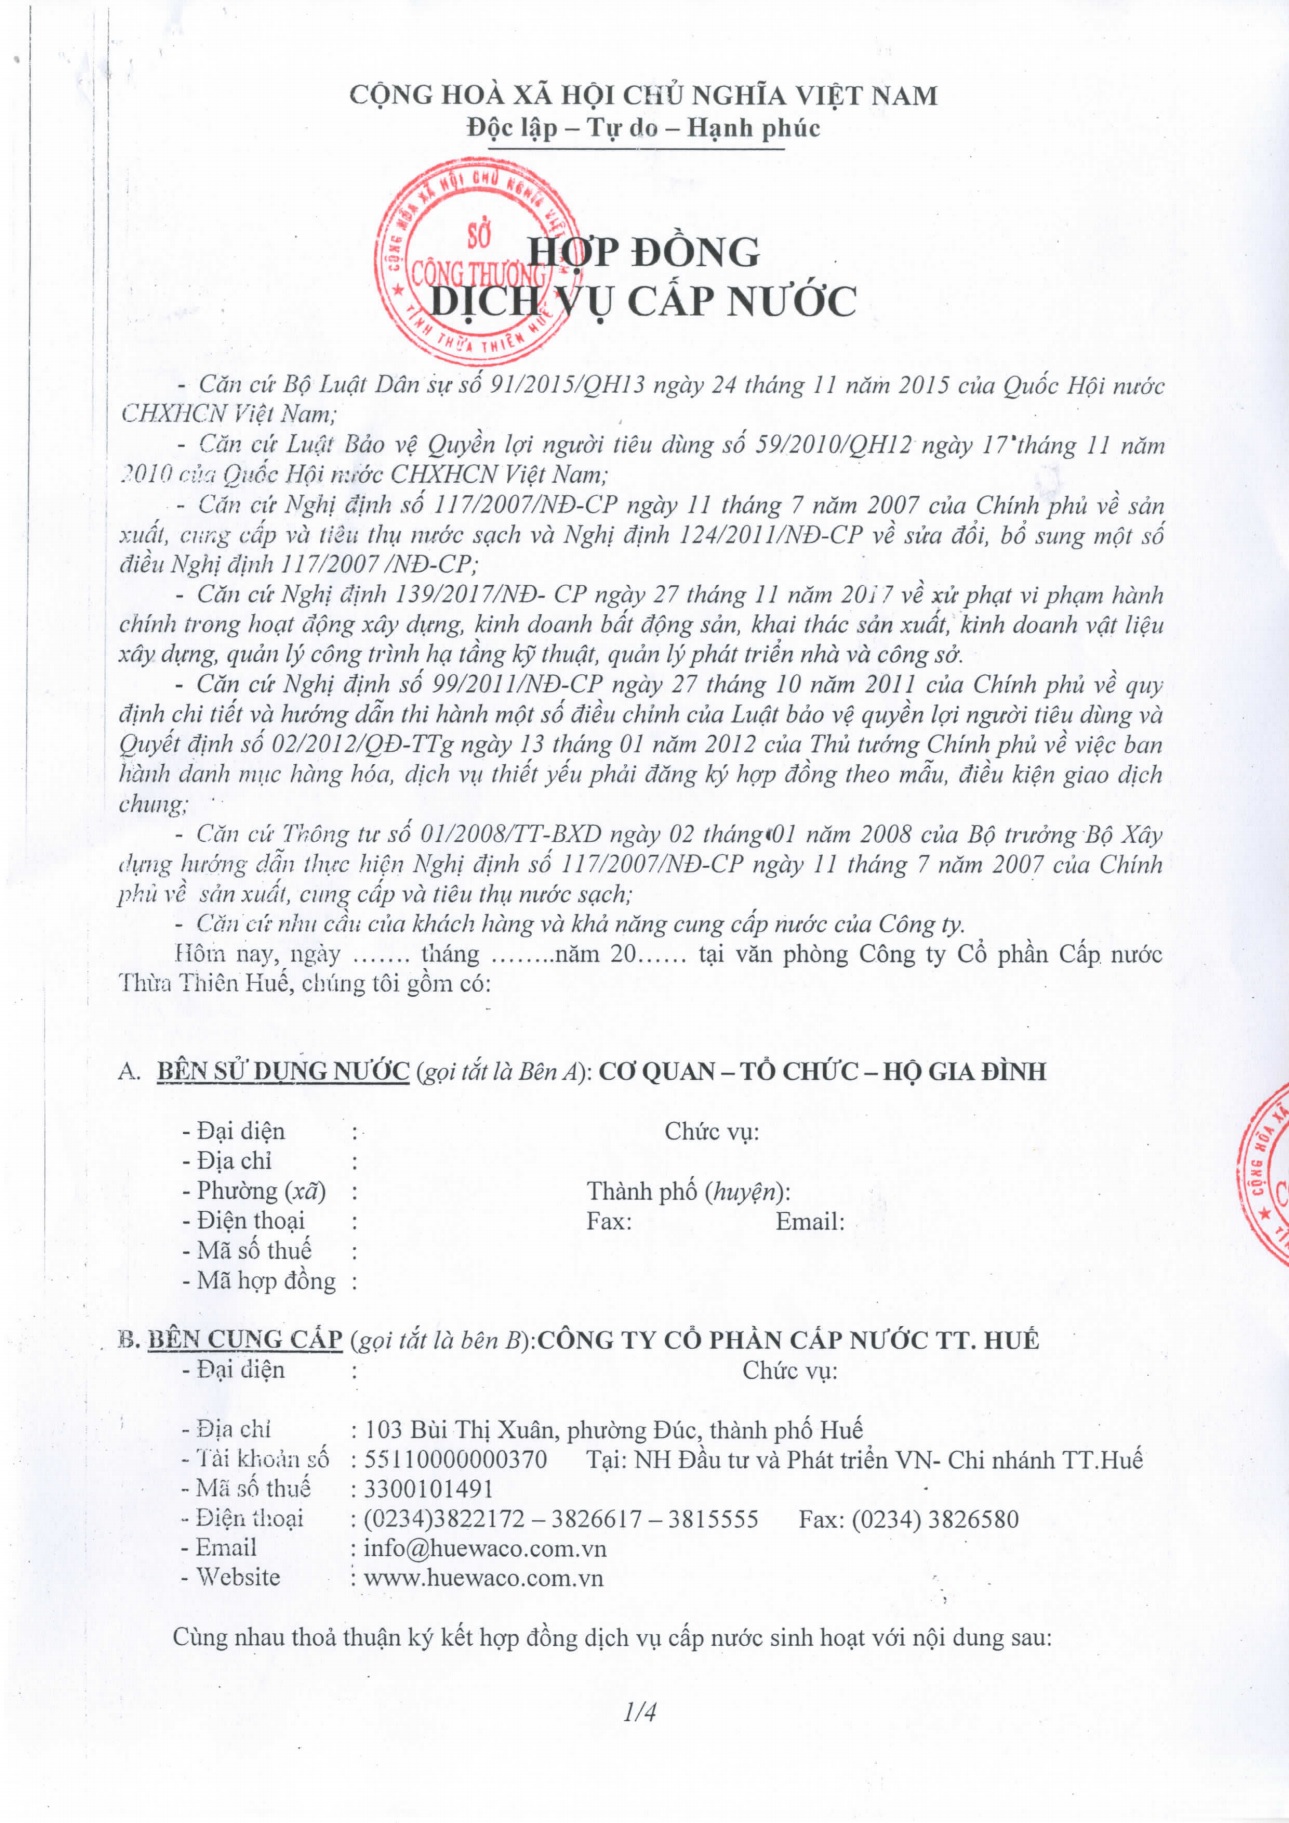 CỘNG HOÀ XÃ HỘI CHỦ NGHĨA VIỆT NAM
Độc lập – Tự do – Hạnh phúc
CỘNG HÒA XÃ HỘI CHỦ NGHĨA VIỆT NAM
SỞ
CÔNG THƯƠNG
TỈNH THỪA THIÊN HUẾ
HỢP ĐỒNG
DỊCH VỤ CẤP NƯỚC
- Căn cứ Bộ Luật Dân sự số 91/2015/QH13 ngày 24 tháng 11 năm 2015 của Quốc Hội nước
CHXHCN Việt Nam;
- Căn cứ Luật Bảo vệ Quyền lợi người tiêu dùng số 59/2010/QH12 ngày 17 tháng 11 năm
2010 của Quốc Hội nước CHXHCN Việt Nam;
- Căn cứ Nghị định số 117/2007/NĐ-CP ngày 11 tháng 7 năm 2007 của Chính phủ về sản
xuất, cung cấp và tiêu thụ nước sạch và Nghị định 124/2011/NĐ-CP về sửa đổi, bổ sung một số
điều Nghị định 117/2007 /NĐ-CP;
- Căn cứ Nghị định 139/2017/NĐ- CP ngày 27 tháng 11 năm 2017 về xử phạt vi phạm hành
chính trong hoạt động xây dựng, kinh doanh bất động sản, khai thác sản xuất, kinh doanh vật liệu
xây dựng, quản lý công trình hạ tầng kỹ thuật, quản lý phát triển nhà và công sở.
- Căn cứ Nghị định số 99/2011/NĐ-CP ngày 27 tháng 10 năm 2011 của Chính phủ về quy
định chi tiết và hướng dẫn thi hành một số điều chỉnh của Luật bảo vệ quyền lợi người tiêu dùng và
Quyết định số 02/2012/QĐ-TTg ngày 13 tháng 01 năm 2012 của Thủ tướng Chính phủ về việc ban
hành danh mục hàng hóa, dịch vụ thiết yếu phải đăng ký hợp đồng theo mẫu, điều kiện giao dịch
chung;
- Căn cứ Thông tư số 01/2008/TT-BXD ngày 02 tháng 01 năm 2008 của Bộ trưởng Bộ Xây
dựng hướng dẫn thực hiện Nghị định số 117/2007/NĐ-CP ngày 11 tháng 7 năm 2007 của Chính
phủ về sản xuất, cung cấp và tiêu thụ nước sạch;
- Căn cứ nhu cầu của khách hàng và khả năng cung cấp nước của Công ty.
Hôm nay, ngày ....... tháng ........năm 20...... tại văn phòng Công ty Cổ phần Cấp nước
Thừa Thiên Huế, chúng tôi gồm có:
A. BÊN SỬ DỤNG NƯỚC (gọi tắt là Bên A): CƠ QUAN – TỔ CHỨC – HỘ GIA ĐÌNH
- Đại diện : Chức vụ:
- Địa chỉ :
- Phường (xã) : Thành phố (huyện):
- Điện thoại : Fax: Email:
- Mã số thuế :
- Mã hợp đồng :
B. BÊN CUNG CẤP (gọi tắt là bên B):CÔNG TY CỔ PHẦN CẤP NƯỚC TT. HUẾ
- Đại diện : Chức vụ:
- Địa chỉ : 103 Bùi Thị Xuân, phường Đúc, thành phố Huế
- Tài khoản số : 55110000000370 Tại: NH Đầu tư và Phát triển VN- Chi nhánh TT.Huế
- Mã số thuế : 3300101491
- Điện thoại : (0234)3822172 – 3826617 – 3815555 Fax: (0234) 3826580
- Email : info@huewaco.com.vn
- Website : www.huewaco.com.vn
Cùng nhau thoả thuận ký kết hợp đồng dịch vụ cấp nước sinh hoạt với nội dung sau:
1/4
CỘNG HÒA XÃ